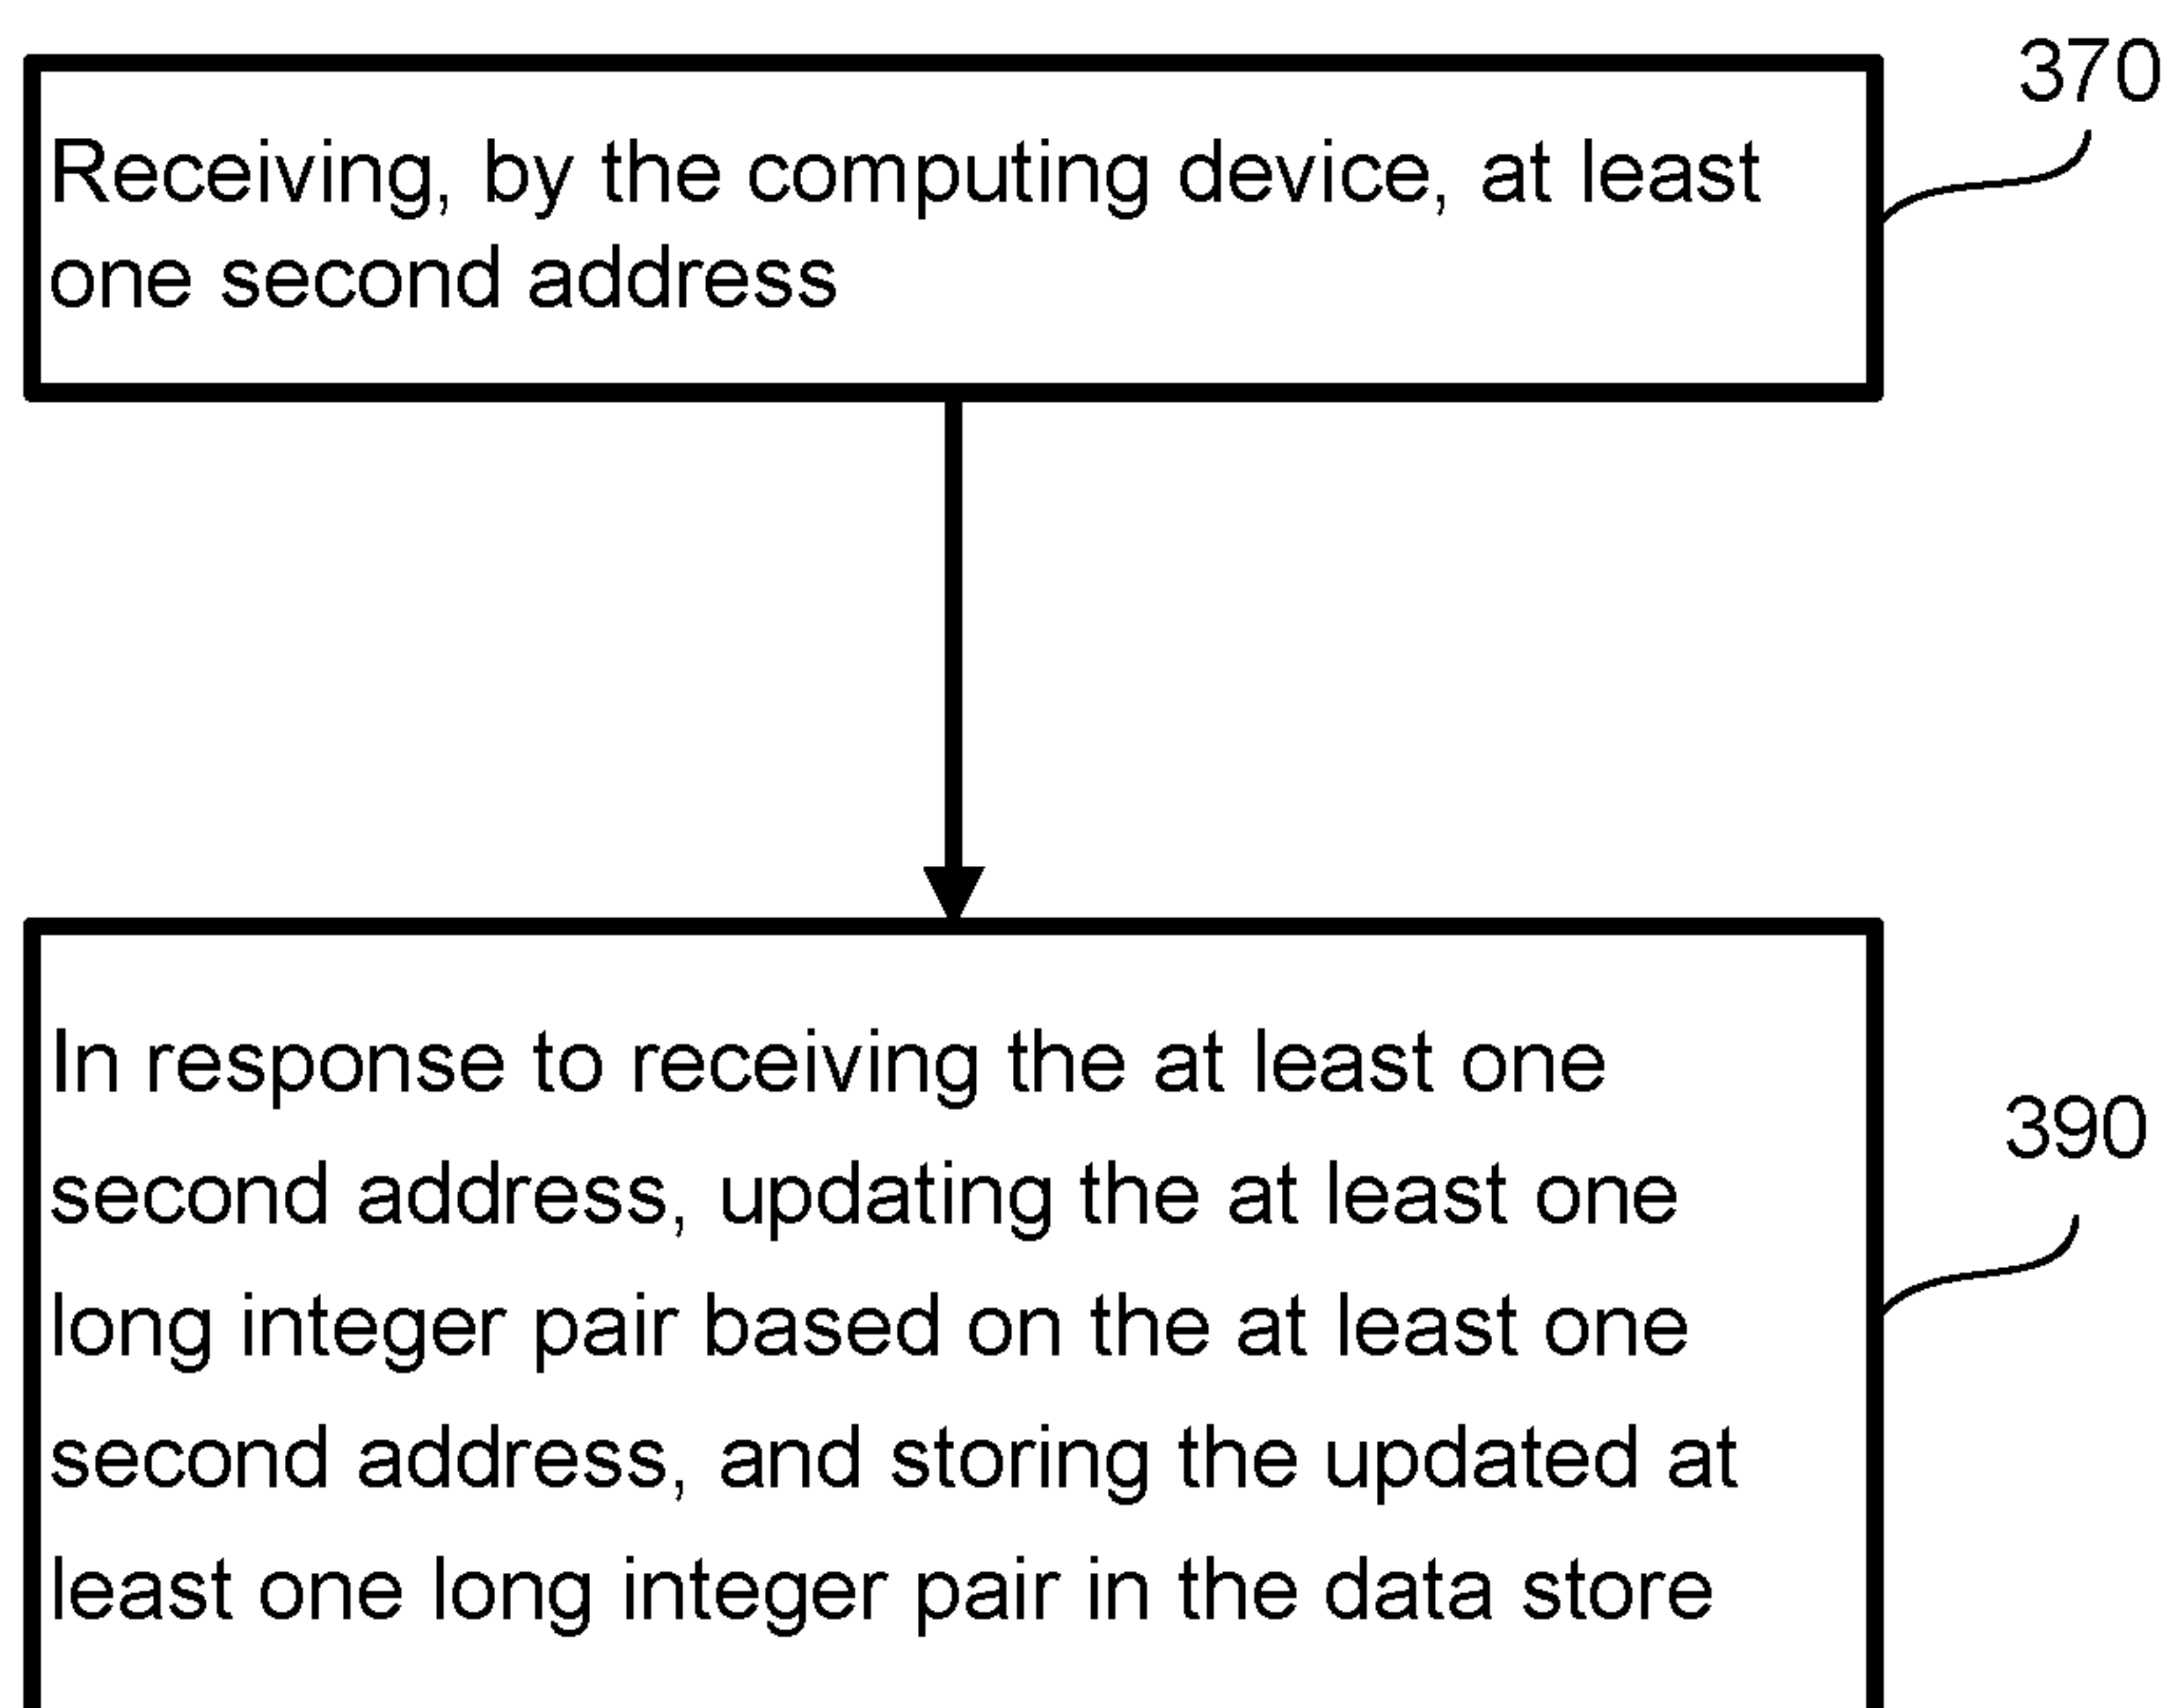 370
Receiving, by the computing device, at least
one second address
In response to receiving the at least one
second address, updating the at least one
long integer pair based on the at least one
second address, and storing the updated at
least one long integer pair in the data store
390